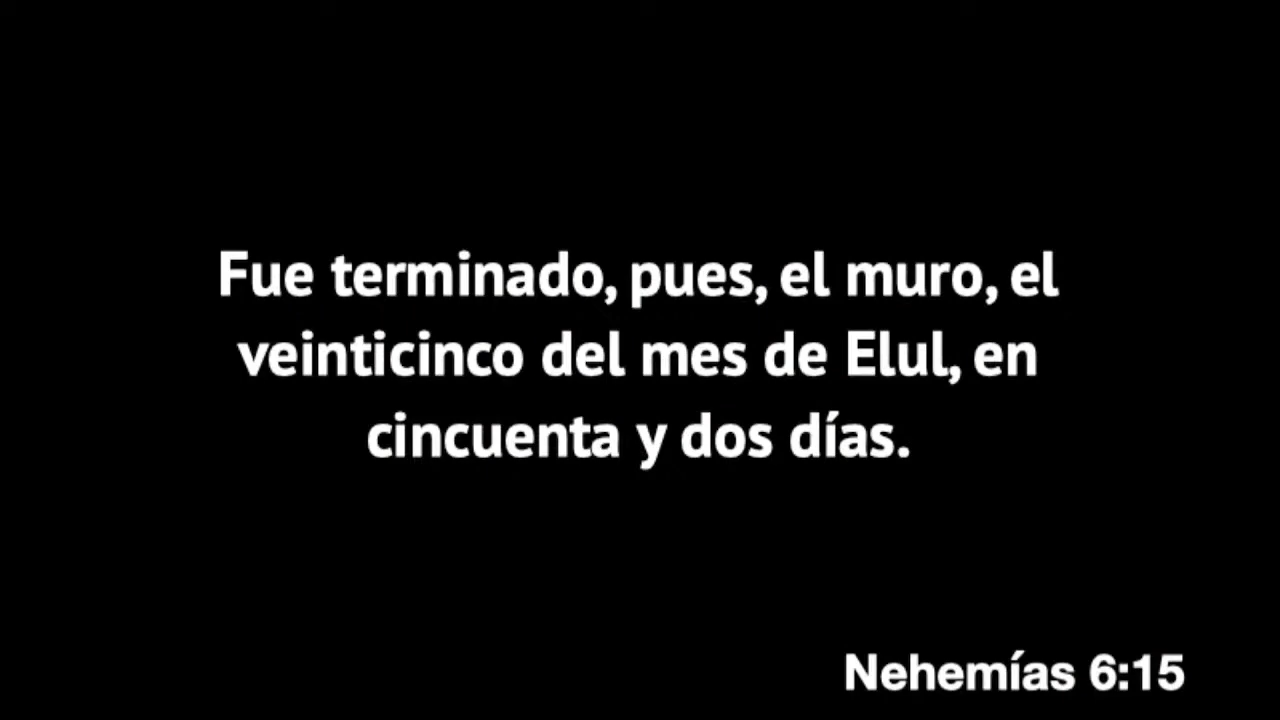 Fue terminado, pues, el muro, el
veinticinco del mes de Elul, en
cincuenta y dos días.
Nehemías 6:15